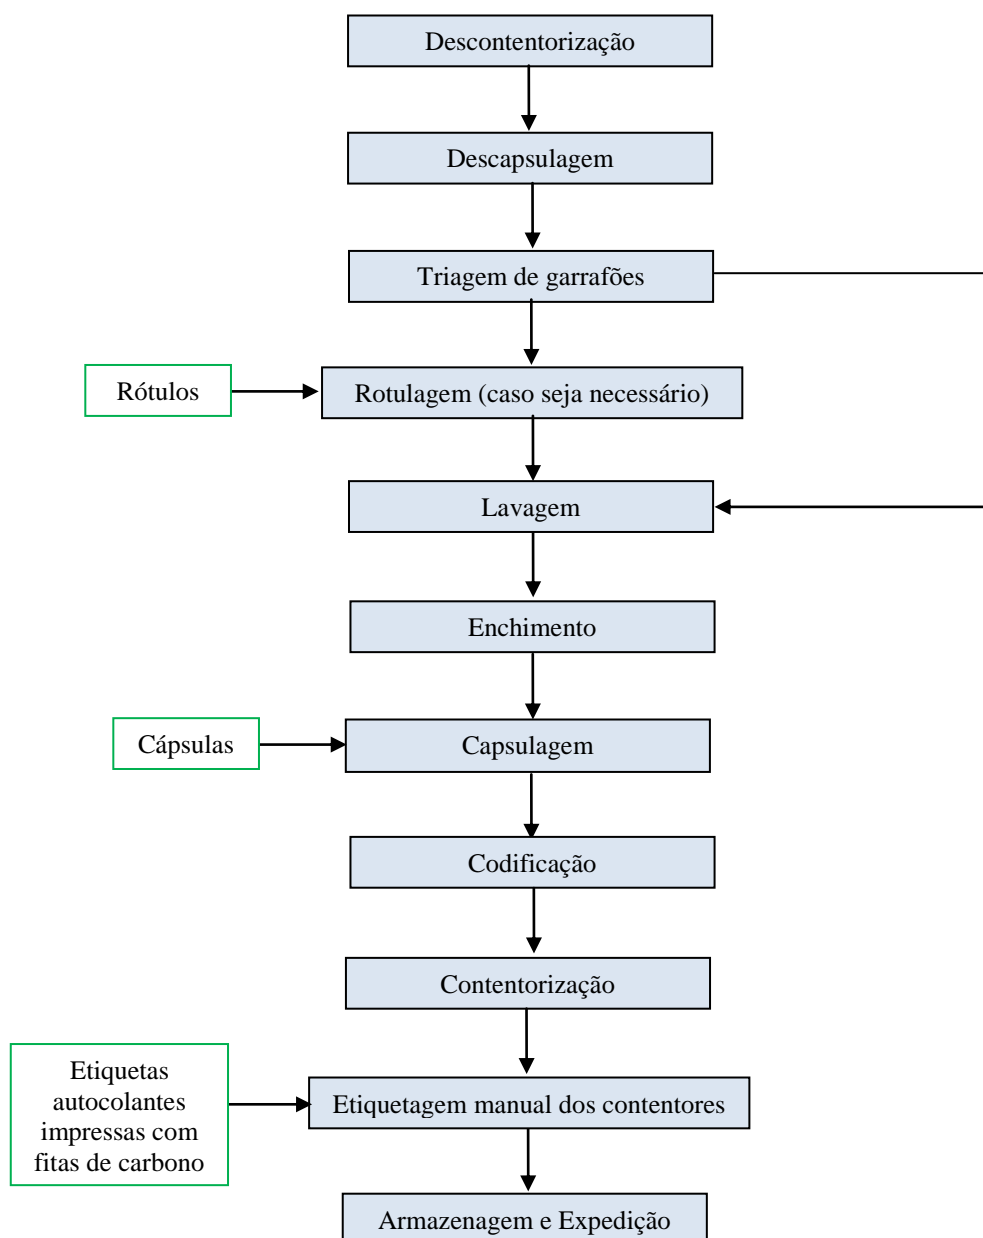 Descontentorização
Descapsulagem
Triagem de garrafões
Rótulos
Rotulagem (caso seja necessário)
Lavagem
Enchimento
Cápsulas
Capsulagem
Codificação
Contentorização
Etiquetas
autocolantes
impressas com
fitas de carbono
Etiquetagem manual dos contentores
Armazenagem e Expedição